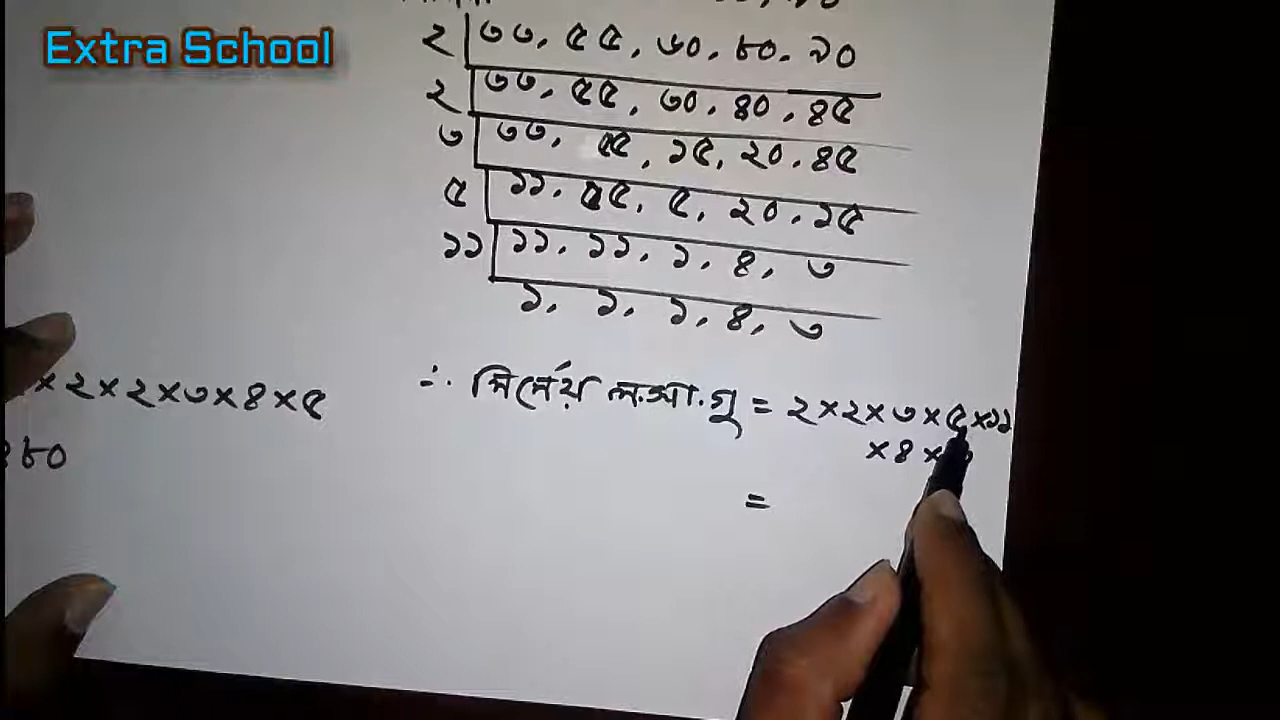 Extra School
২ | ৩৩, ৫৫, ৬০, ৮০, ৯০
২ | ৩৩, ৫৫, ৩০, ৪০, ৪৫
৩ | ৩৩, ৫৫, ১৫, ২০, ৪৫
৫ | ১১, ৫৫, ৫, ২০, ১৫
১১ | ১১, ১১, ১, ৪, ৩
১, ১, ১, ৪, ৩
× ২ × ২ × ৩ × ৪ × ৫
৮০
∴ নির্ণেয় ল.সা.গু = ২ × ২ × ৩ × ৫ × ১১
× ৪ ×
=